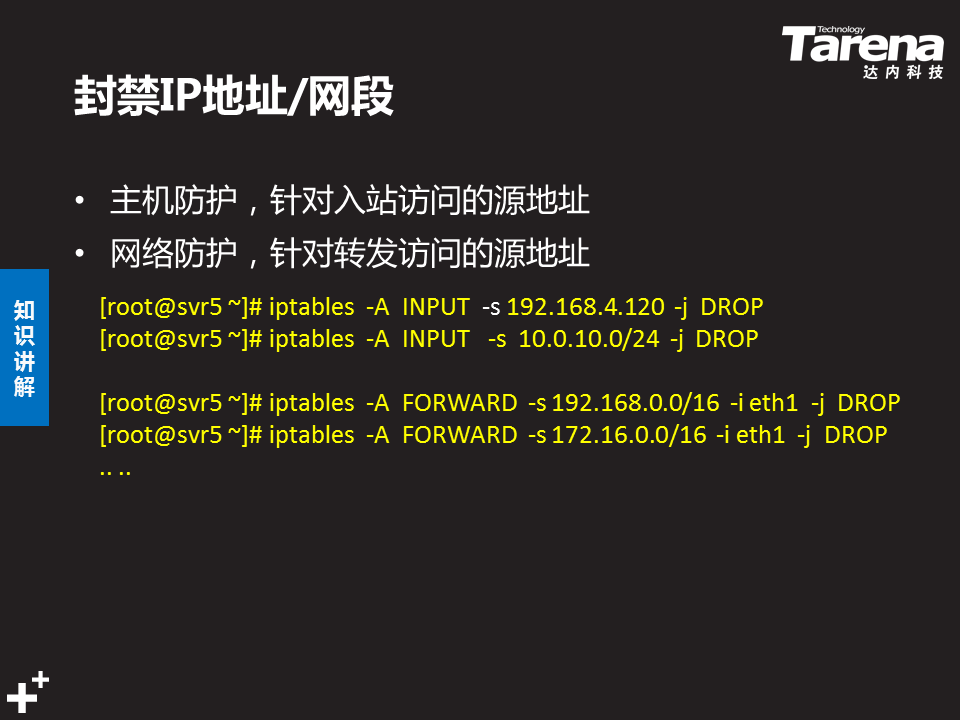 Technology
Tarena
达内科技
封禁IP地址/网段
• 主机防护，针对入站访问的源地址
• 网络防护，针对转发访问的源地址
知识讲解
[root@svr5 ~]# iptables -A INPUT -s 192.168.4.120 -j DROP
[root@svr5 ~]# iptables -A INPUT -s 10.0.10.0/24 -j DROP
[root@svr5 ~]# iptables -A FORWARD -s 192.168.0.0/16 -i eth1 -j DROP
[root@svr5 ~]# iptables -A FORWARD -s 172.16.0.0/16 -i eth1 -j DROP
.. ..